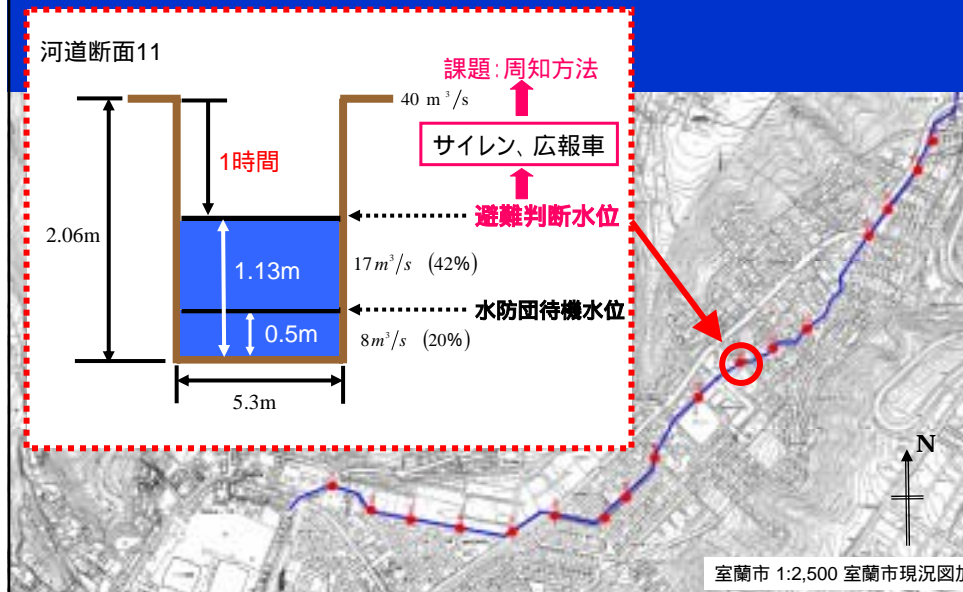 河道断面11
課題：周知方法
40 m³/s
サイレン、広報車
1時間
避難判断水位
2.06m
1.13m
17m³/s (42%)
水防団待機水位
0.5m
8m³/s (20%)
5.3m
N
室蘭市 1:2,500 室蘭市現況図